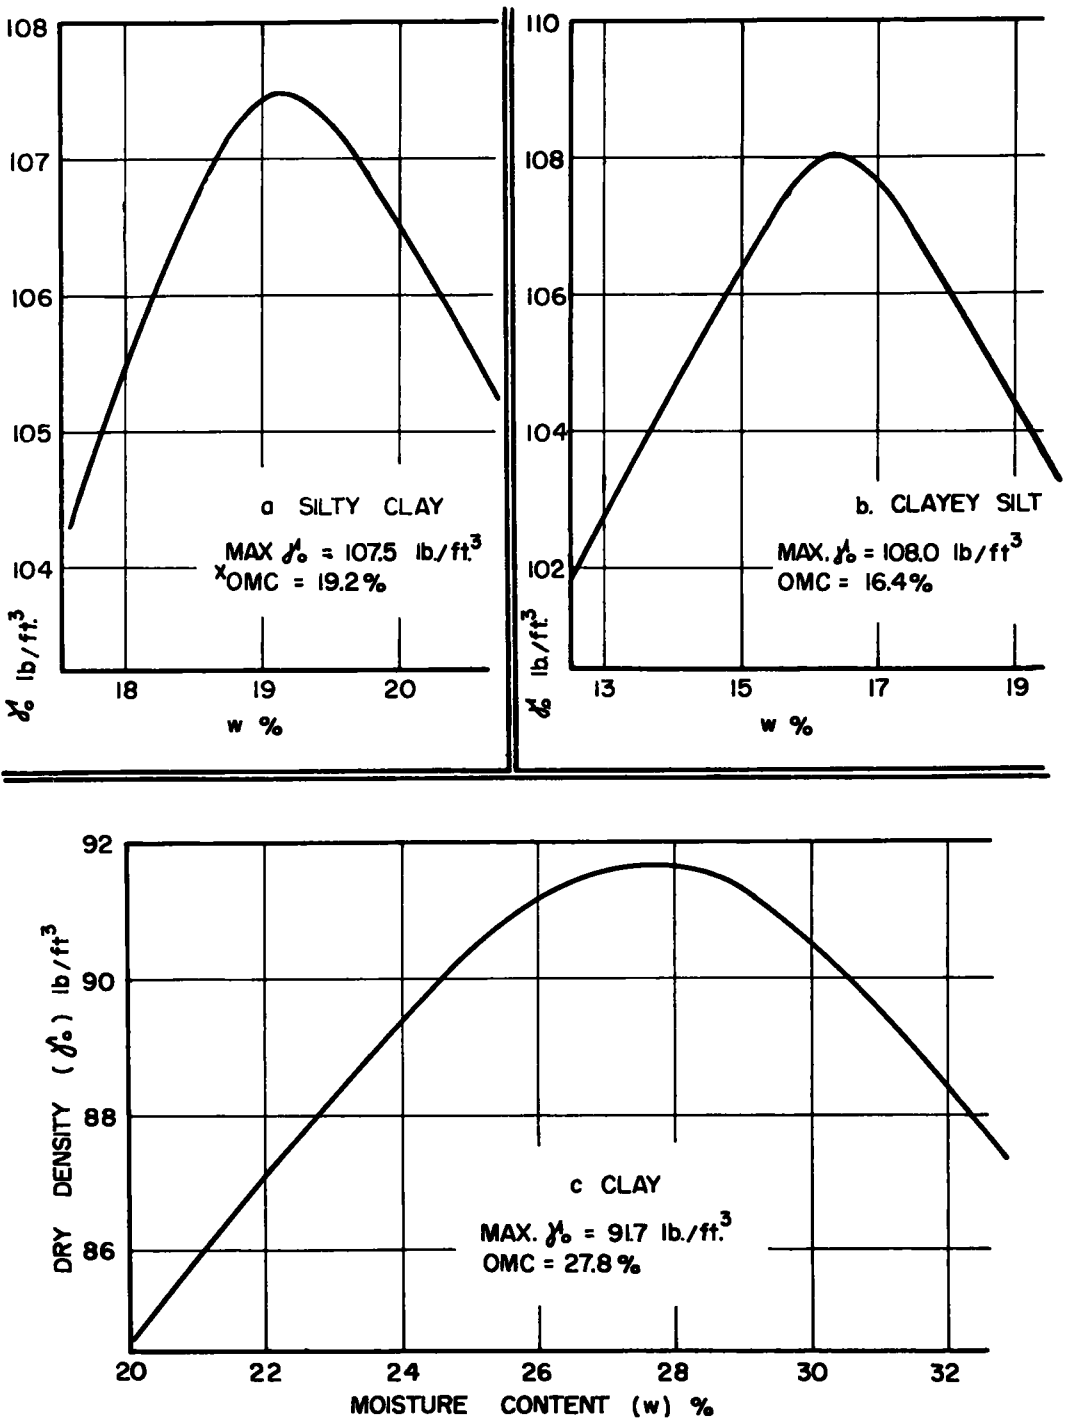 108
107
106
105
104
γ₀ lb/ft.³
18 19 20
w %
a SILTY CLAY
MAX γ₀ = 107.5 lb./ft.³
xOMC = 19.2%
110
108
106
104
102
γ₀ lb./ft.³
13 15 17 19
w %
b. CLAYEY SILT
MAX. γ₀ = 108.0 lb/ft³
OMC = 16.4%
92
90
88
86
DRY DENSITY (γ₀) lb/ft³
c CLAY
MAX. γ₀ = 91.7 lb./ft.³
OMC = 27.8%
20 22 24 26 28 30 32
MOISTURE CONTENT (w) %